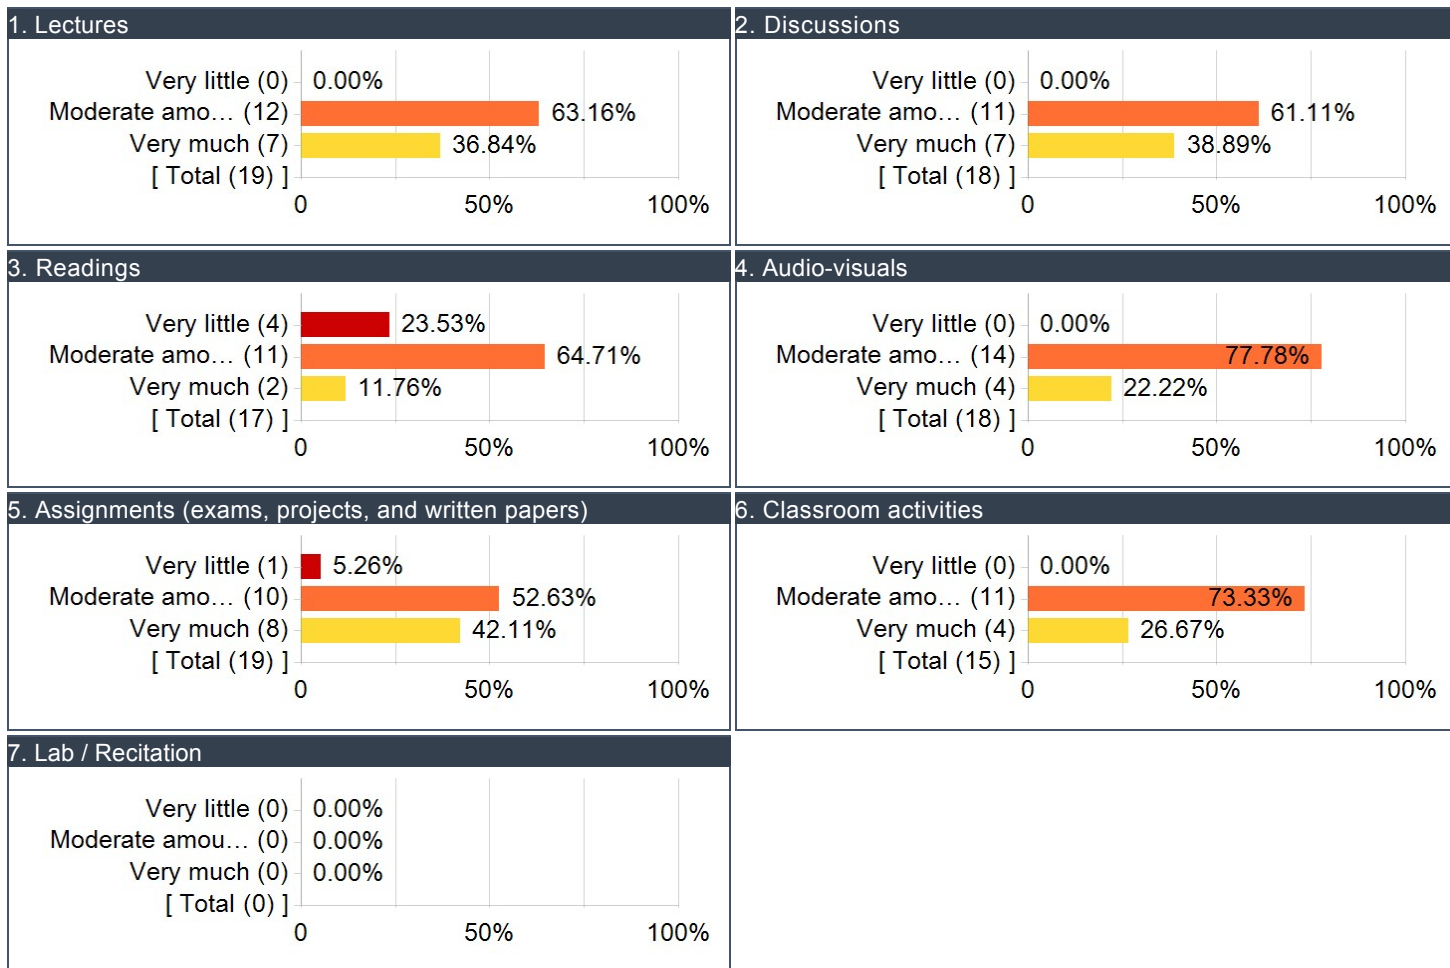 1. Lectures
Very little (0) 0.00%
Moderate amo... (12) 63.16%
Very much (7) 36.84%
[ Total (19) ]
0 50% 100%
2. Discussions
Very little (0) 0.00%
Moderate amo... (11) 61.11%
Very much (7) 38.89%
[ Total (18) ]
0 50% 100%
3. Readings
Very little (4) 23.53%
Moderate amo... (11) 64.71%
Very much (2) 11.76%
[ Total (17) ]
0 50% 100%
4. Audio-visuals
Very little (0) 0.00%
Moderate amo... (14) 77.78%
Very much (4) 22.22%
[ Total (18) ]
0 50% 100%
5. Assignments (exams, projects, and written papers)
Very little (1) 5.26%
Moderate amo... (10) 52.63%
Very much (8) 42.11%
[ Total (19) ]
0 50% 100%
6. Classroom activities
Very little (0) 0.00%
Moderate amo... (11) 73.33%
Very much (4) 26.67%
[ Total (15) ]
0 50% 100%
7. Lab / Recitation
Very little (0) 0.00%
Moderate amou... (0) 0.00%
Very much (0) 0.00%
[ Total (0) ]
0 50% 100%